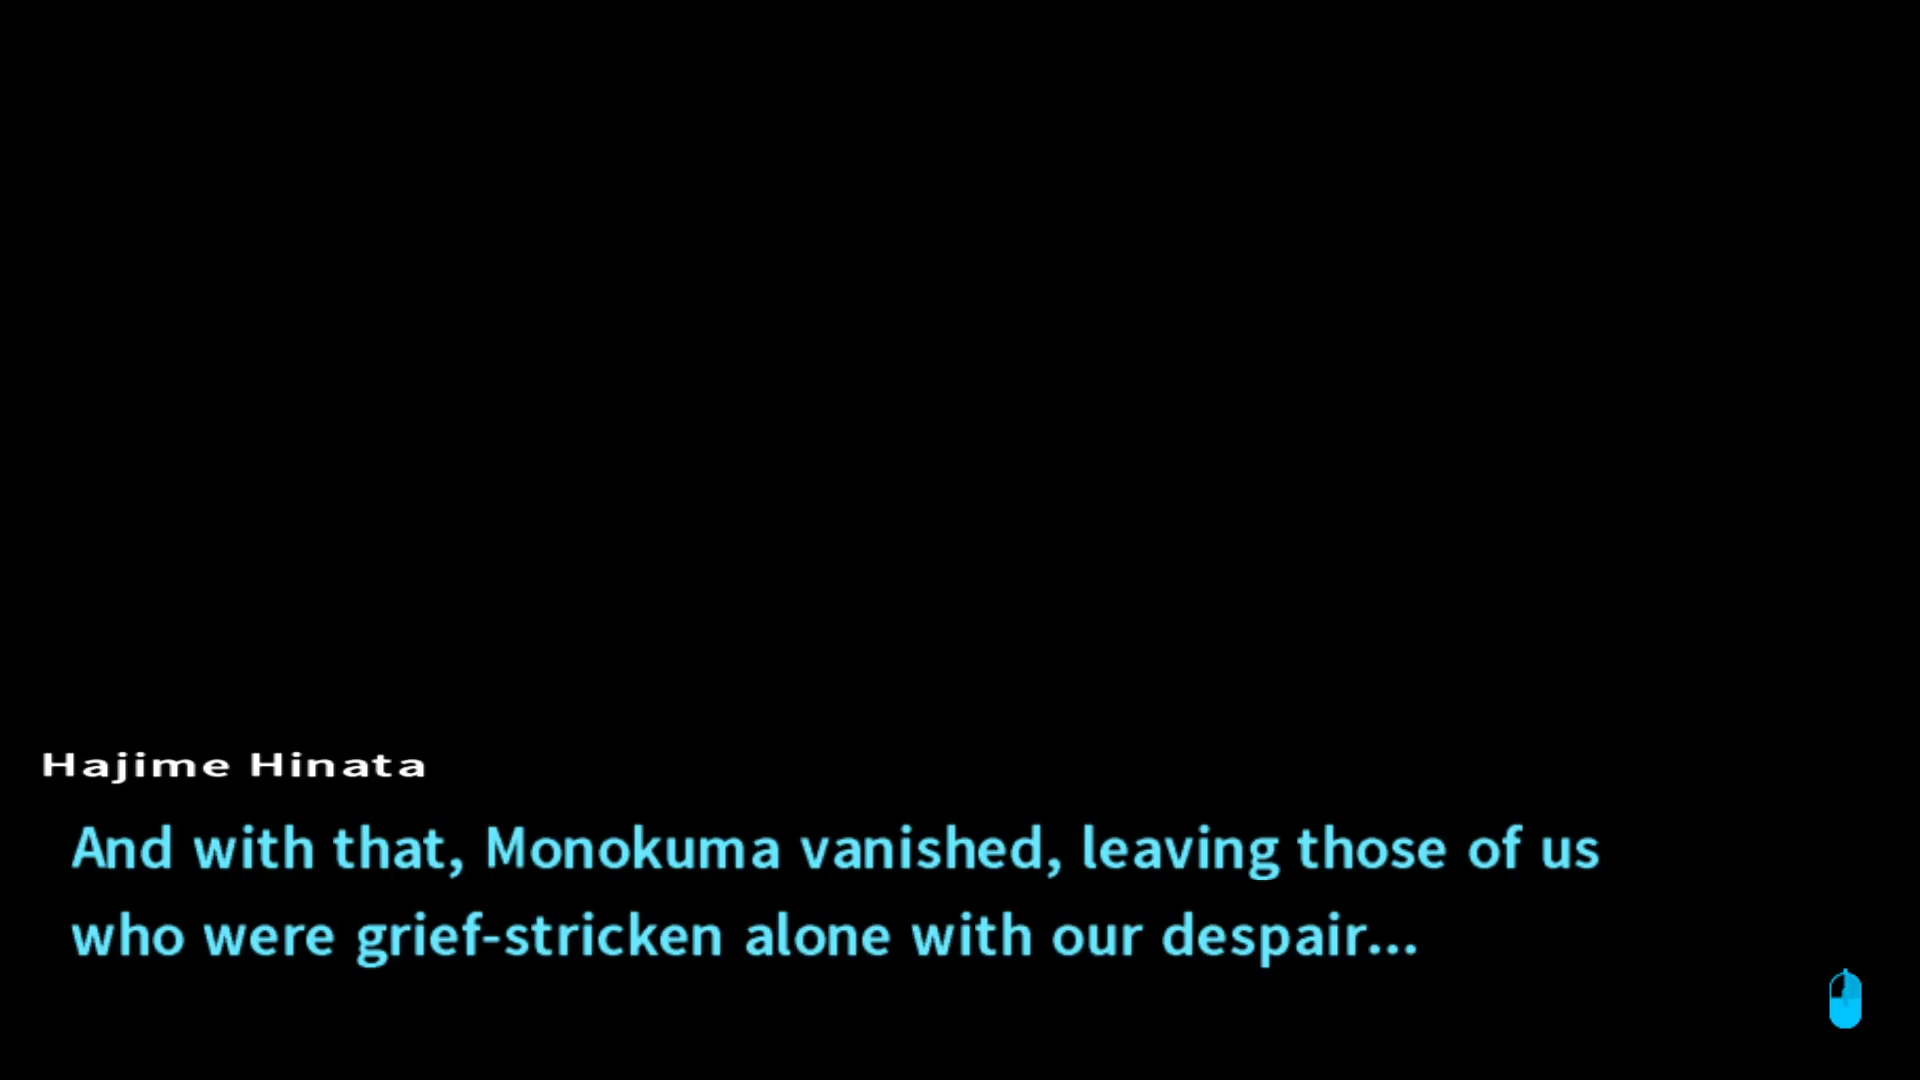 Hajime Hinata
And with that, Monokuma vanished, leaving those of us
who were grief-stricken alone with our despair...